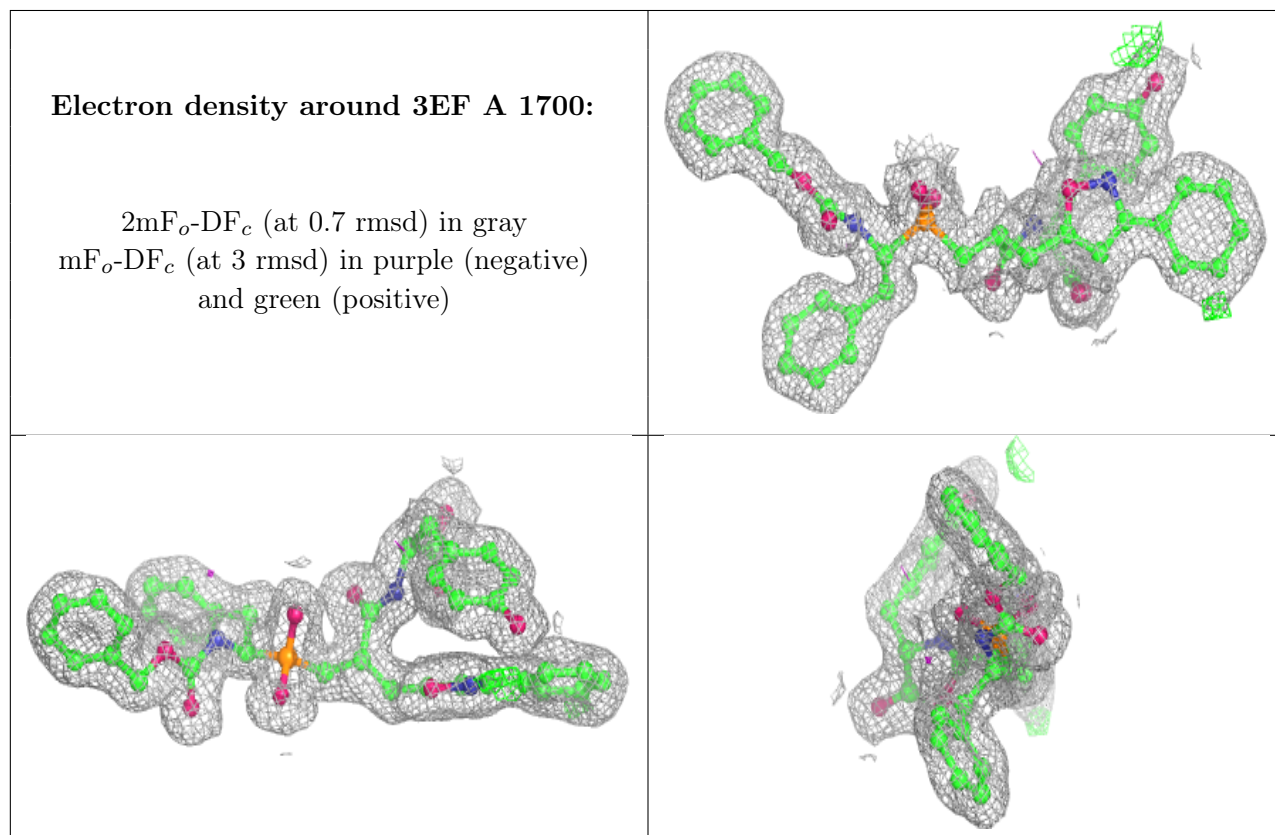 Electron density around 3EF A 1700:
2mFₒ-DF𝒸 (at 0.7 rmsd) in gray
mFₒ-DF𝒸 (at 3 rmsd) in purple (negative)
and green (positive)